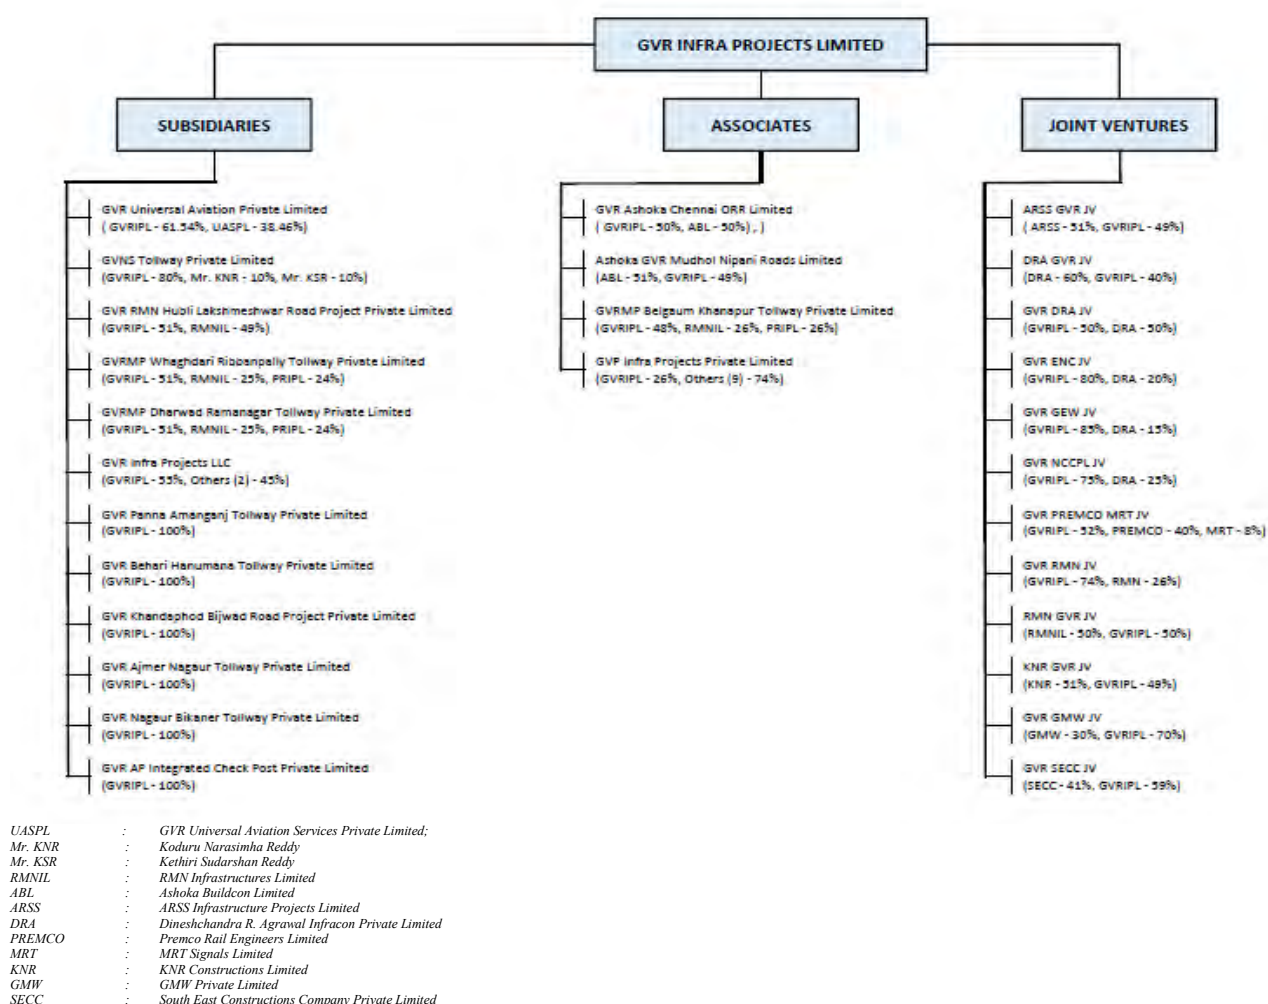 GVR INFRA PROJECTS LIMITED
SUBSIDIARIES
GVR Universal Aviation Private Limited
( GVRIPL - 61.54%, UASPL - 38.46%)
GVNS Tollway Private Limited
(GVRIPL - 80%, Mr. KNR - 10%, Mr. KSR - 10%)
GVR RMN Hubli Lakshmeshwar Road Project Private Limited
(GVRIPL - 51%, RMNIL - 49%)
GVRMP Whaghdari Ribbanpally Tollway Private Limited
(GVRIPL - 51%, RMNIL - 25%, PRIPL - 24%)
GVRMP Dharwad Ramanagar Tollway Private Limited
(GVRIPL - 51%, RMNIL - 25%, PRIPL - 24%)
GVR Infra Projects LLC
(GVRIPL - 55%, Others (2) - 45%)
GVR Panna Amanganj Tollway Private Limited
(GVRIPL - 100%)
GVR Behari Hanumana Tollway Private Limited
(GVRIPL - 100%)
GVR Khandaphod Bijwad Road Project Private Limited
(GVRIPL - 100%)
GVR Ajmer Nagaur Tollway Private Limited
(GVRIPL - 100%)
GVR Nagaur Bikaner Tollway Private Limited
(GVRIPL - 100%)
GVR AP Integrated Check Post Private Limited
(GVRIPL - 100%)
ASSOCIATES
GVR Ashoka Chennai ORR Limited
( GVRIPL - 50%, ABL - 50%) , )
Ashoka GVR Mudhol Nipani Roads Limited
(ABL - 51%, GVRIPL - 49%)
GVRMP Belgaum Khanapur Tollway Private Limited
(GVRIPL - 48%, RMNIL - 26%, PRIPL - 26%)
GVP Infra Projects Private Limited
(GVRIPL - 26%, Others (9) - 74%)
JOINT VENTURES
ARSS GVR JV
( ARSS - 51%, GVRIPL - 49%)
DRA GVR JV
(DRA - 60%, GVRIPL - 40%)
GVR DRA JV
(GVRIPL - 50%, DRA - 50%)
GVR ENC JV
(GVRIPL - 80%, DRA - 20%)
GVR GEW JV
(GVRIPL - 85%, DRA - 15%)
GVR NCCPL JV
(GVRIPL - 75%, DRA - 25%)
GVR PREMCO MRT JV
(GVRIPL - 52%, PREMCO - 40%, MRT - 8%)
GVR RMN JV
(GVRIPL - 74%, RMN - 26%)
RMN GVR JV
(RMNIL - 50%, GVRIPL - 50%)
KNR GVR JV
(KNR - 51%, GVRIPL - 49%)
GVR GMW JV
(GMW - 30%, GVRIPL - 70%)
GVR SECC JV
(SECC - 41%, GVRIPL - 59%)
UASPL : GVR Universal Aviation Services Private Limited;
Mr. KNR : Koduru Narasimha Reddy
Mr. KSR : Kethiri Sudarshan Reddy
RMNIL : RMN Infrastructures Limited
ABL : Ashoka Buildcon Limited
ARSS : ARSS Infrastructure Projects Limited
DRA : Dineshchandra R. Agrawal Infracon Private Limited
PREMCO : Premco Rail Engineers Limited
MRT : MRT Signals Limited
KNR : KNR Constructions Limited
GMW : GMW Private Limited
SECC : South East Constructions Company Private Limited